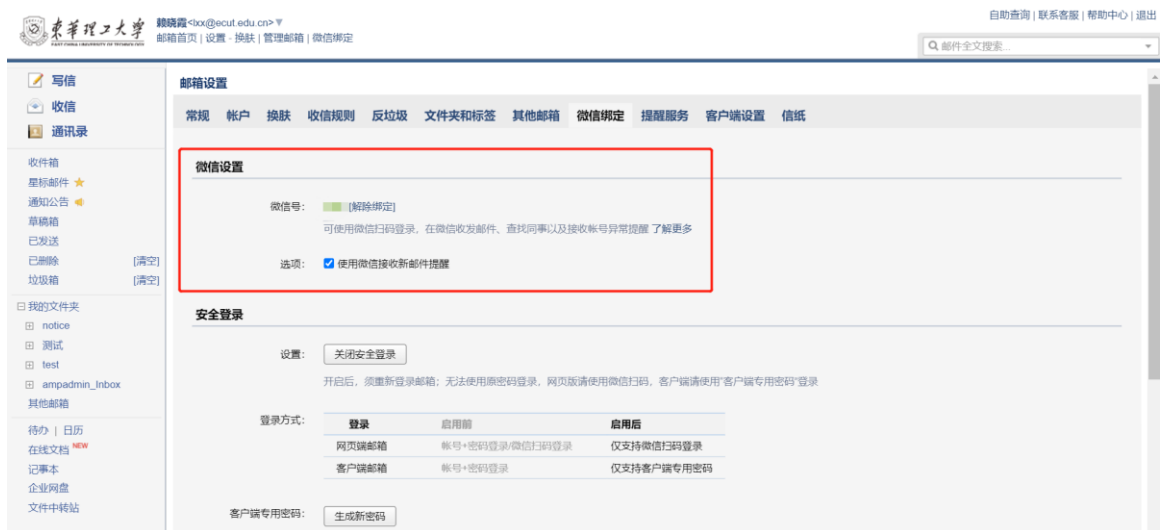 东华理工大学
EAST CHINA UNIVERSITY OF TECHNOLOGY
赖晓霞<lxx@ecut.edu.cn>▼
邮箱首页 | 设置 - 换肤 | 管理邮箱 | 微信绑定
自助查询 | 联系客服 | 帮助中心 | 退出
邮件全文搜索...
写信
收信
通讯录
收件箱
星标邮件
通知公告
草稿箱
已发送
已删除 [清空]
垃圾箱 [清空]
我的文件夹
notice
测试
test
ampadmin_Inbox
其他邮箱
待办 | 日历
在线文档 NEW
记事本
企业网盘
文件中转站
邮箱设置
常规 帐户 换肤 收信规则 反垃圾 文件夹和标签 其他邮箱 微信绑定 提醒服务 客户端设置 信纸
微信设置
微信号: [解除绑定]
可使用微信扫码登录，在微信收发邮件、查找同事以及接收帐号异常提醒 了解更多
选项: 使用微信接收新邮件提醒
安全登录
设置: 关闭安全登录
开启后，须重新登录邮箱；无法使用原密码登录，网页版请使用微信扫码，客户端请使用"客户端专用密码"登录
登录方式: 登录 启用前 启用后
网页端邮箱 帐号+密码登录/微信扫码登录 仅支持微信扫码登录
客户端邮箱 帐号+密码登录 仅支持客户端专用密码
客户端专用密码: 生成新密码